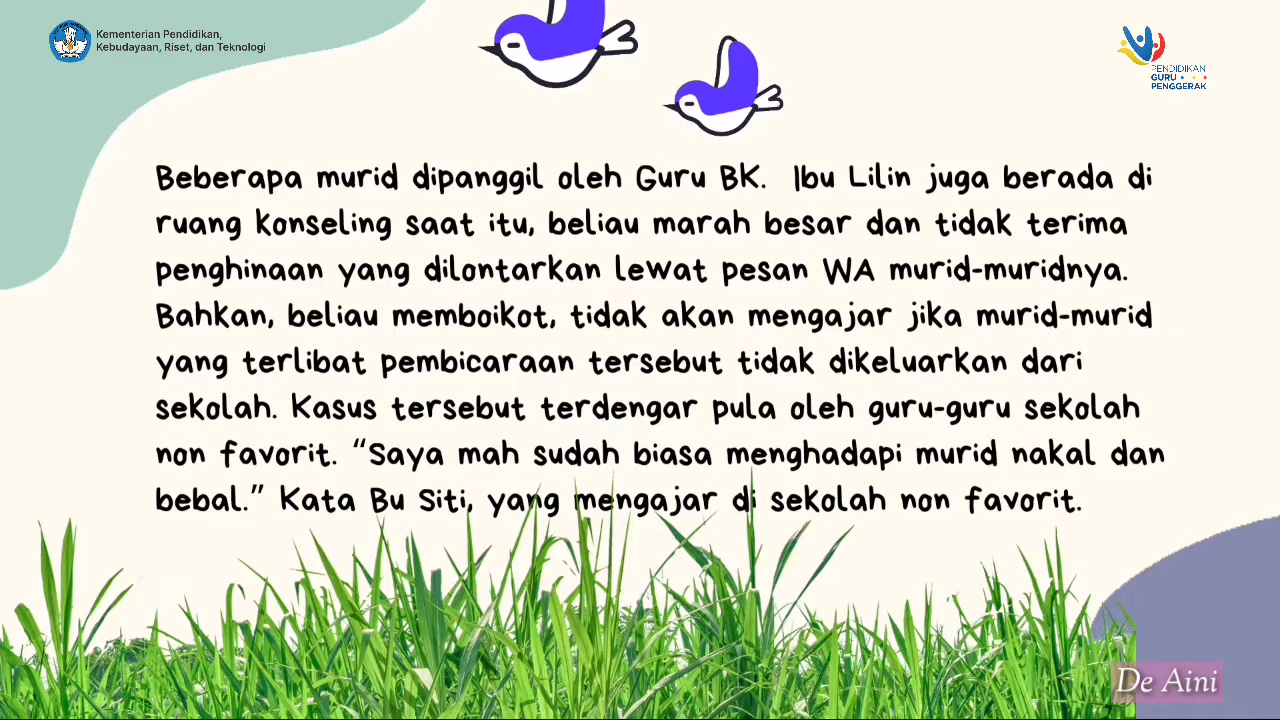 Kementerian Pendidikan,
Kebudayaan, Riset, dan Teknologi
PENDIDIKAN
GURU
PENGGERAK
Beberapa murid dipanggil oleh Guru BK. Ibu Lilin juga berada di
ruang konseling saat itu, beliau marah besar dan tidak terima
penghinaan yang dilontarkan lewat pesan WA murid-muridnya.
Bahkan, beliau memboikot, tidak akan mengajar jika murid-murid
yang terlibat pembicaraan tersebut tidak dikeluarkan dari
sekolah. Kasus tersebut terdengar pula oleh guru-guru sekolah
non favorit. “Saya mah sudah biasa menghadapi murid nakal dan
bebal.” Kata Bu Siti, yang mengajar di sekolah non favorit.
De Aini